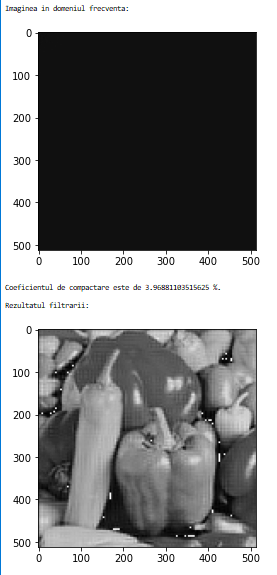 Imaginea in domeniul frecventa:
0
100
200
300
400
500
0 100 200 300 400 500
Coeficientul de compactare este de 3.96881103515625 %.
Rezultatul filtrarii:
0
100
200
300
400
500
0 100 200 300 400 500